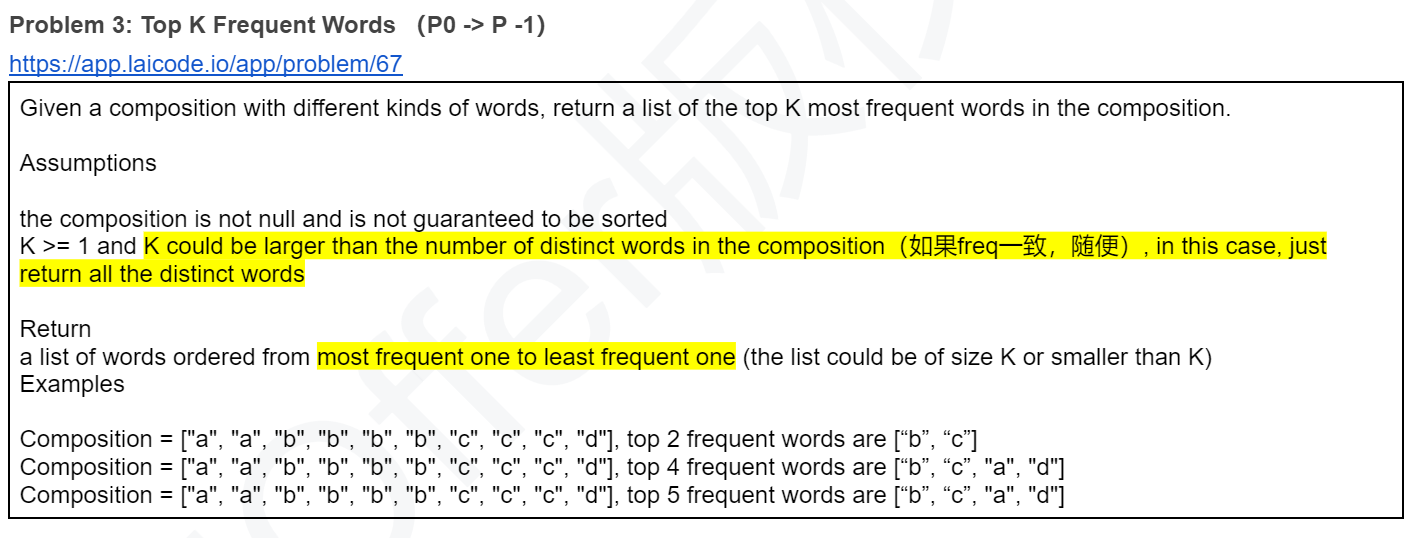 Problem 3: Top K Frequent Words （P0 -> P -1）
https://app.laicode.io/app/problem/67
Given a composition with different kinds of words, return a list of the top K most frequent words in the composition.
Assumptions
the composition is not null and is not guaranteed to be sorted
K >= 1 and K could be larger than the number of distinct words in the composition（如果freq一致，随便）, in this case, just
return all the distinct words
Return
a list of words ordered from most frequent one to least frequent one (the list could be of size K or smaller than K)
Examples
Composition = ["a", "a", "b", "b", "b", "b", "c", "c", "c", "d"], top 2 frequent words are [“b”, “c”]
Composition = ["a", "a", "b", "b", "b", "b", "c", "c", "c", "d"], top 4 frequent words are [“b”, “c”, "a", "d"]
Composition = ["a", "a", "b", "b", "b", "b", "c", "c", "c", "d"], top 5 frequent words are [“b”, “c”, "a", "d"]